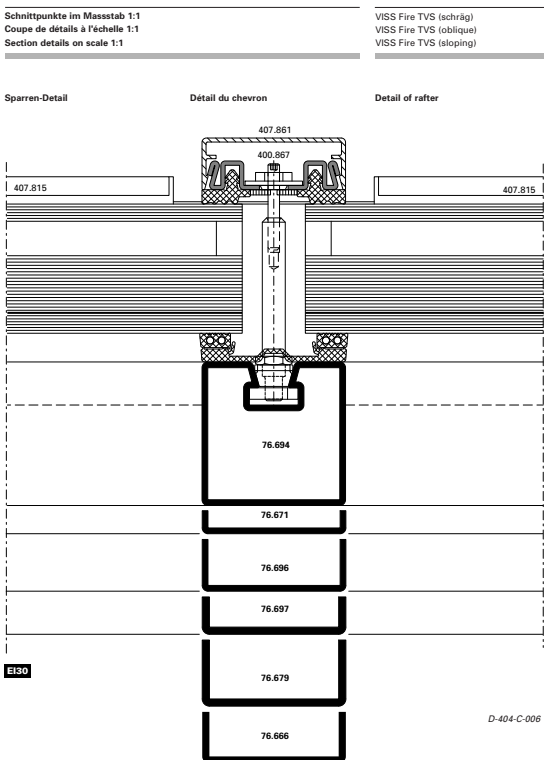 Schnittpunkte im Massstab 1:1
Coupe de détails à l'échelle 1:1
Section details on scale 1:1
VISS Fire TVS (schräg)
VISS Fire TVS (oblique)
VISS Fire TVS (sloping)
Sparren-Detail
Détail du chevron
Detail of rafter
407.861
400.867
407.815
407.815
76.694
76.671
76.696
76.697
EI30
76.679
D-404-C-006
76.666